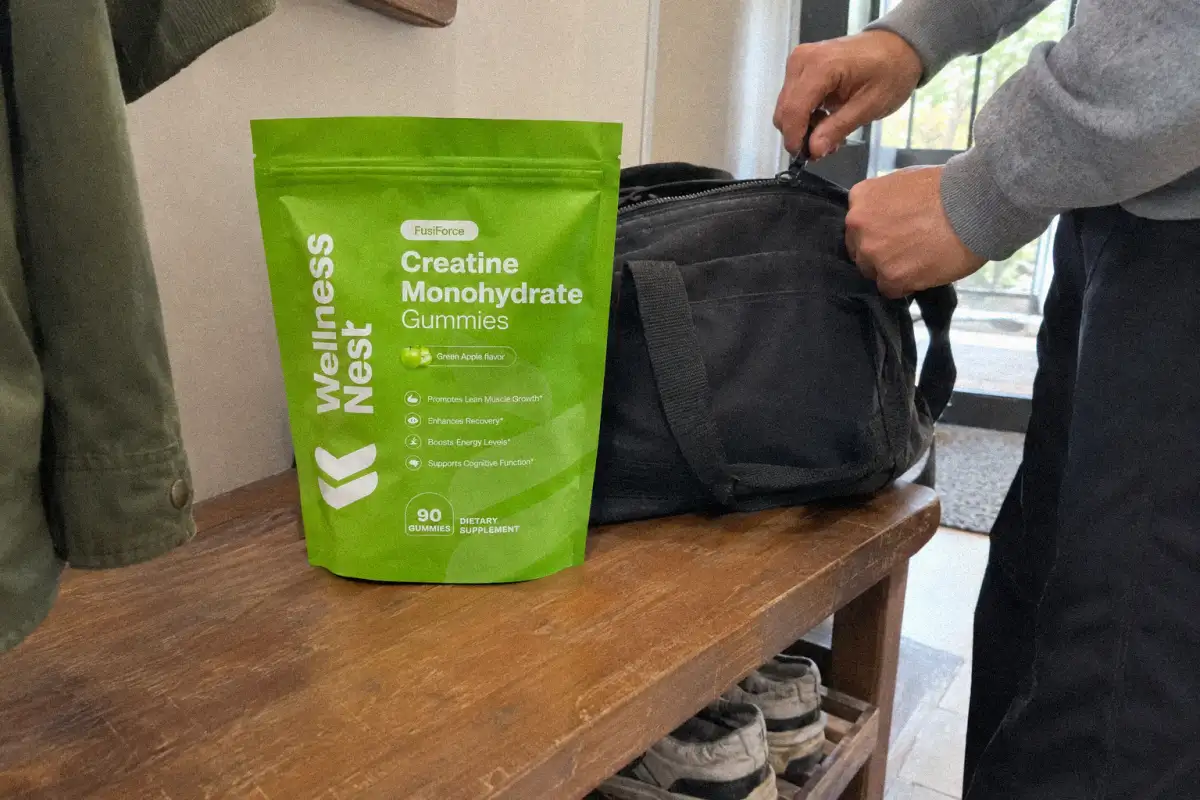 Wellness
Nest
FusiForce
Creatine
Monohydrate
Gummies
Green Apple flavor
Promotes Lean Muscle Growth*
Enhances Recovery*
Boosts Energy Levels*
Supports Cognitive Function*
90
GUMMIES
DIETARY
SUPPLEMENT